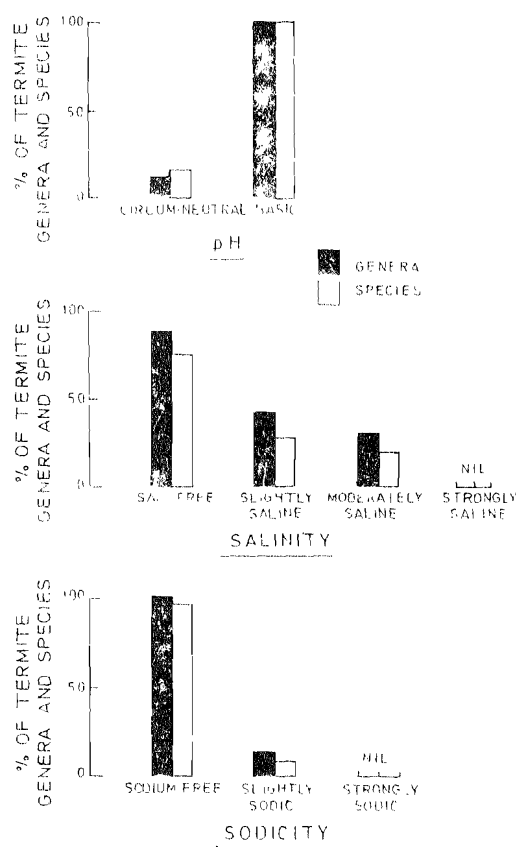 % OF TERMITE
GENERA AND SPECIES
100
50
0
CIRCUM-NEUTRAL BASIC
pH
GENERA
SPECIES
% OF TERMITE
GENERA AND SPECIES
100
50
0
SALT FREE SLIGHTLY SALINE MODERATELY SALINE STRONGLY SALINE
NIL
SALINITY
% OF TERMITE
GENERA AND SPECIES
100
50
0
SODIUM FREE SLIGHTLY SODIC STRONGLY SODIC
NIL
SODICITY